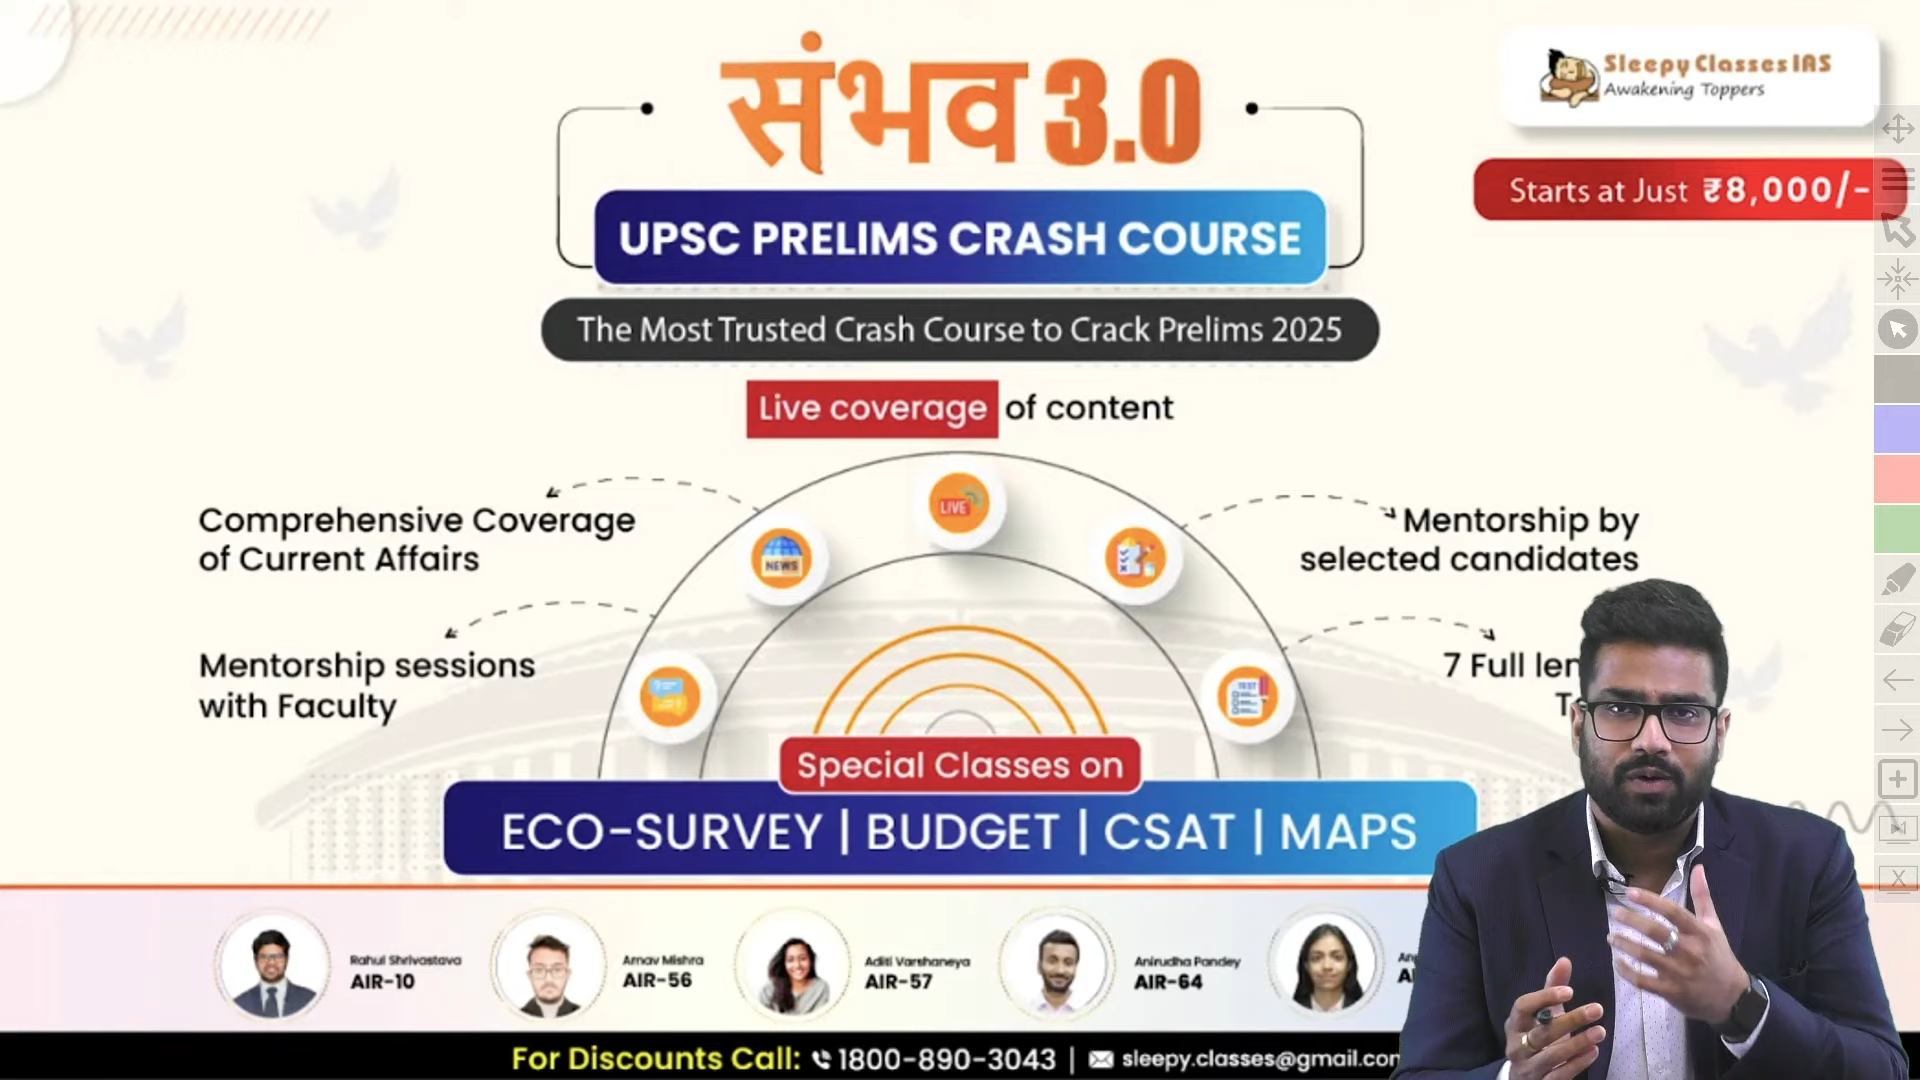 संभव 3.0
Sleepy Classes IAS
Awakening Toppers
Starts at Just ₹8,000/-
UPSC PRELIMS CRASH COURSE
The Most Trusted Crash Course to Crack Prelims 2025
Live coverage of content
Comprehensive Coverage
of Current Affairs
Mentorship by
selected candidates
LIVE
NEWS
TEST
Mentorship sessions
with Faculty
7 Full
Special Classes on
ECO-SURVEY | BUDGET | CSAT | MAPS
Rahul Shrivastava
AIR-10
Arnav Mishra
AIR-56
Aditi Varshaneya
AIR-57
Anirudha Pandey
AIR-64
For Discounts Call: 1800-890-3043 | sleepy.classes@gmail.com